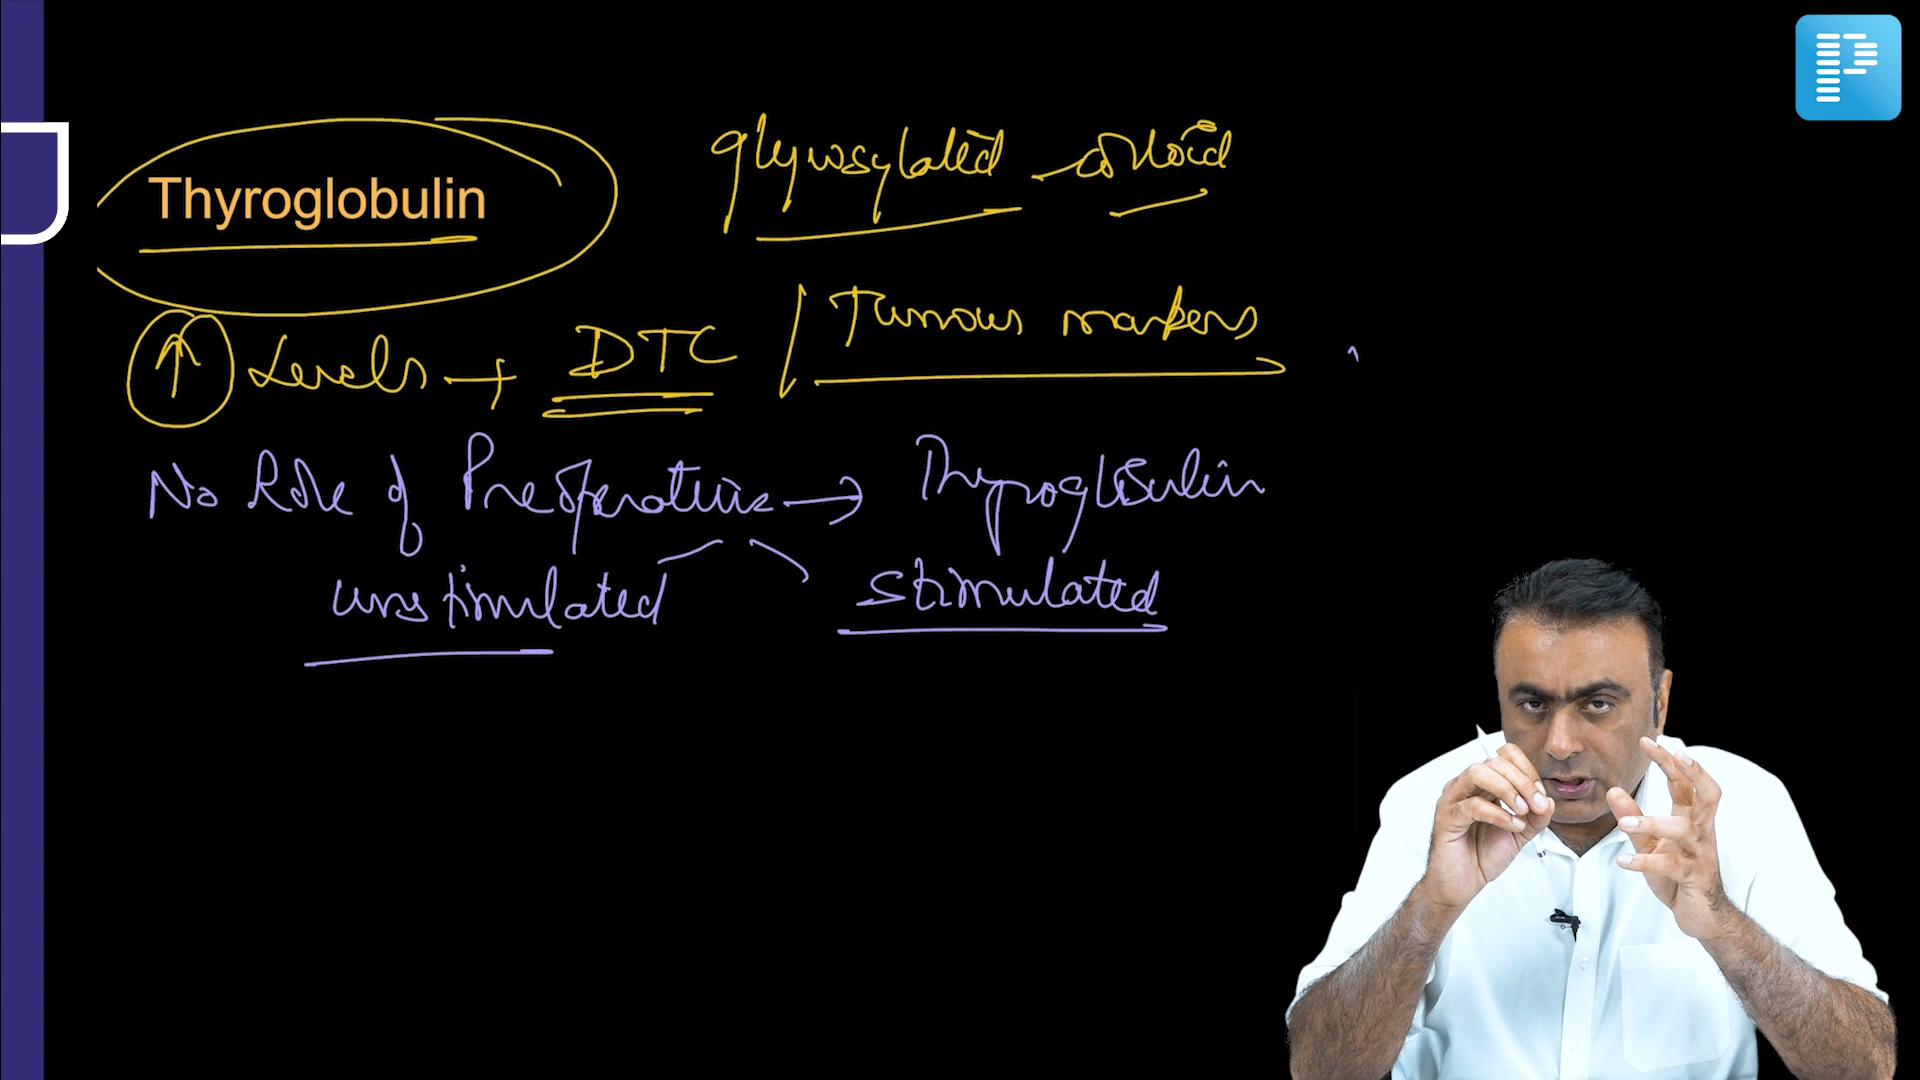 Thyroglobulin
glycosylated colloid
↑ Levels → DTC / Tumour markers
No Role of Preoperative → Thyroglobulin
unstimulated stimulated
P